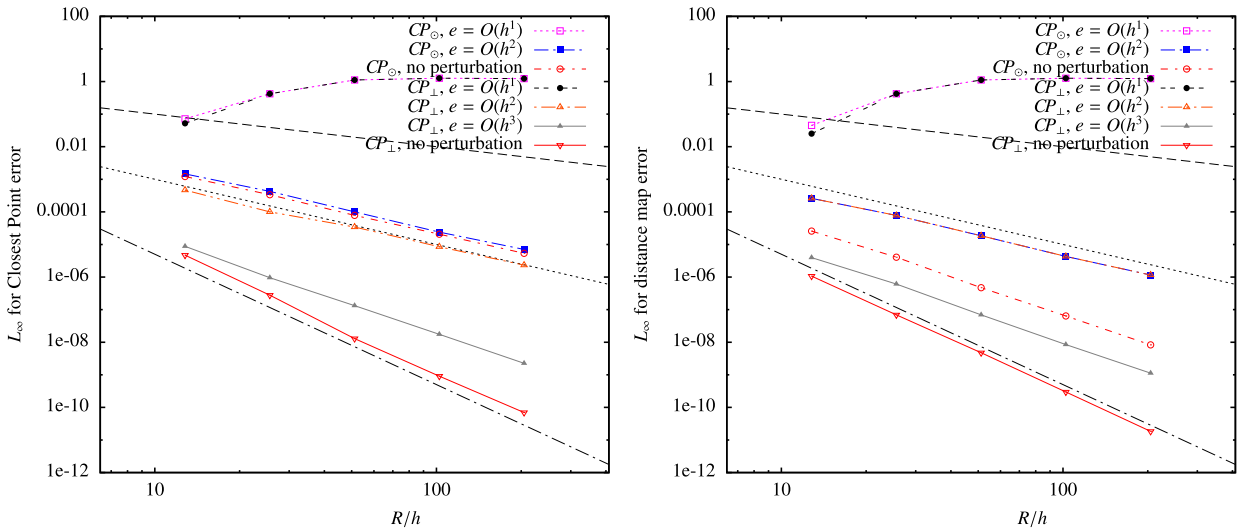 100
1
0.01
0.0001
1e-06
1e-08
1e-10
1e-12
10
100
R/h
L∞ for Closest Point error
CP⊙, e = O(h¹)
CP⊙, e = O(h²)
CP⊙, no perturbation
CP⊥, e = O(h¹)
CP⊥, e = O(h²)
CP⊥, e = O(h³)
CP⊥, no perturbation
100
1
0.01
0.0001
1e-06
1e-08
1e-10
1e-12
10
100
R/h
L∞ for distance map error
CP⊙, e = O(h¹)
CP⊙, e = O(h²)
CP⊙, no perturbation
CP⊥, e = O(h¹)
CP⊥, e = O(h²)
CP⊥, e = O(h³)
CP⊥, no perturbation